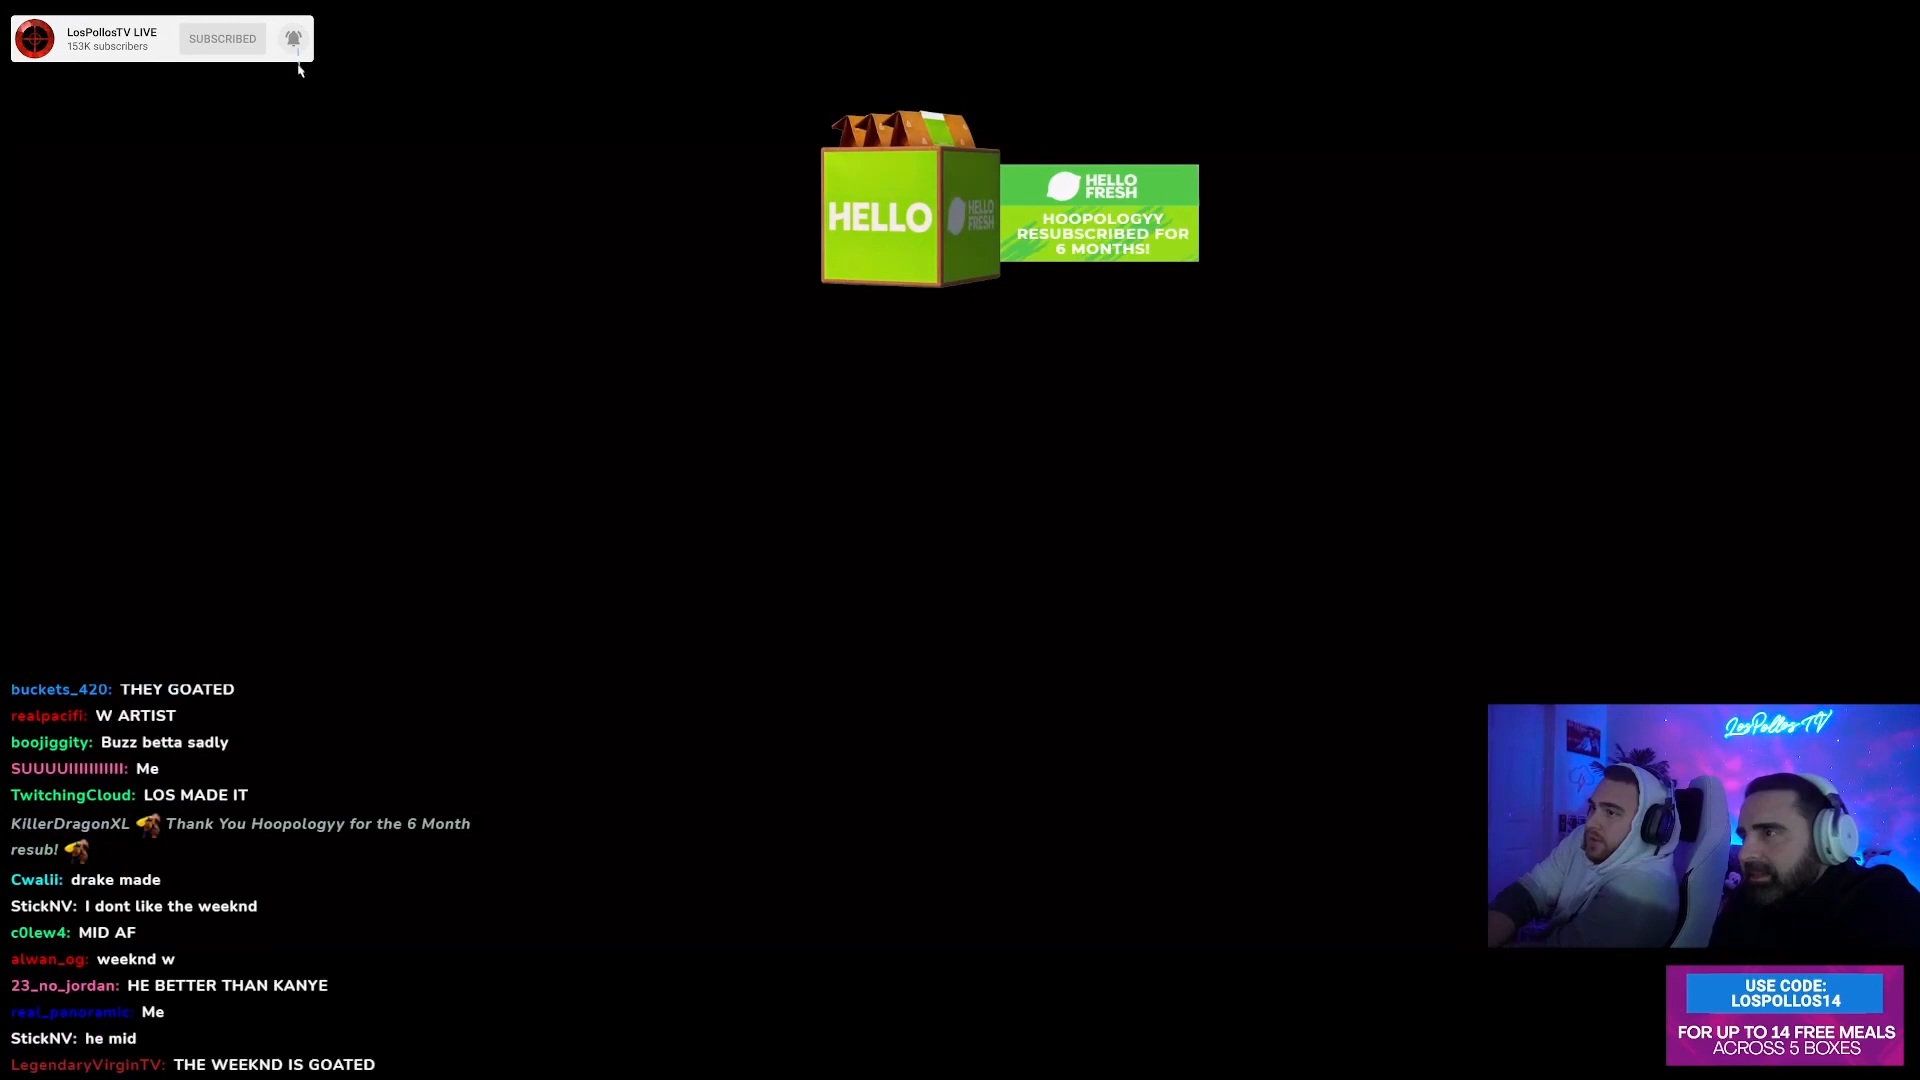 LosPollosTV LIVE
153K subscribers
SUBSCRIBED
HELLO
HELLO
FRESH
HELLO
FRESH
HOOPOLOGYY
RESUBSCRIBED FOR
6 MONTHS!
buckets_420: THEY GOATED
realpacifi: W ARTIST
boojiggity: Buzz betta sadly
SUUUUIIIIIIIIIII: Me
TwitchingCloud: LOS MADE IT
KillerDragonXL Thank You Hoopologyy for the 6 Month
resub!
Cwalii: drake made
StickNV: I dont like the weeknd
c0lew4: MID AF
alwan_og: weeknd w
23_no_jordan: HE BETTER THAN KANYE
real_panoramic: Me
StickNV: he mid
LegendaryVirginTV: THE WEEKND IS GOATED
LosPollosTV
USE CODE:
LOSPOLLOS14
FOR UP TO 14 FREE MEALS
ACROSS 5 BOXES